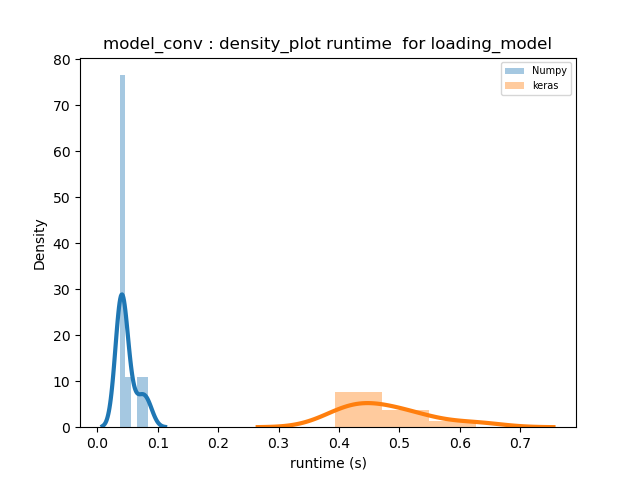 model_conv : density_plot runtime  for loading_model
Numpy
keras
Density
80
70
60
50
40
30
20
10
0
0.0 0.1 0.2 0.3 0.4 0.5 0.6 0.7
runtime (s)